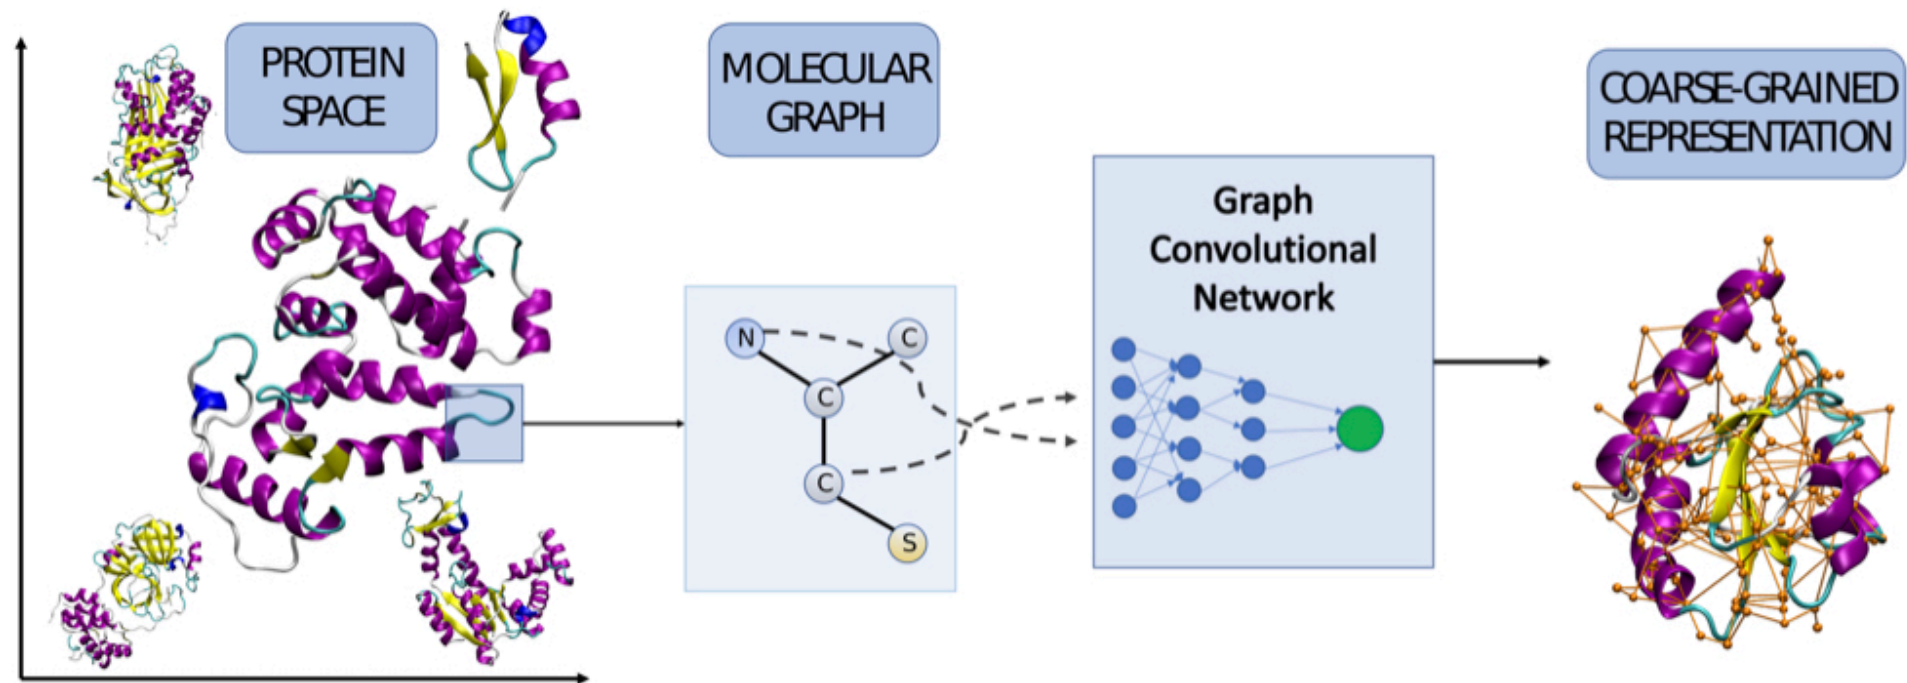 PROTEIN
SPACE
MOLECULAR
GRAPH
COARSE-GRAINED
REPRESENTATION
Graph
Convolutional
Network
N
C
C
C
S